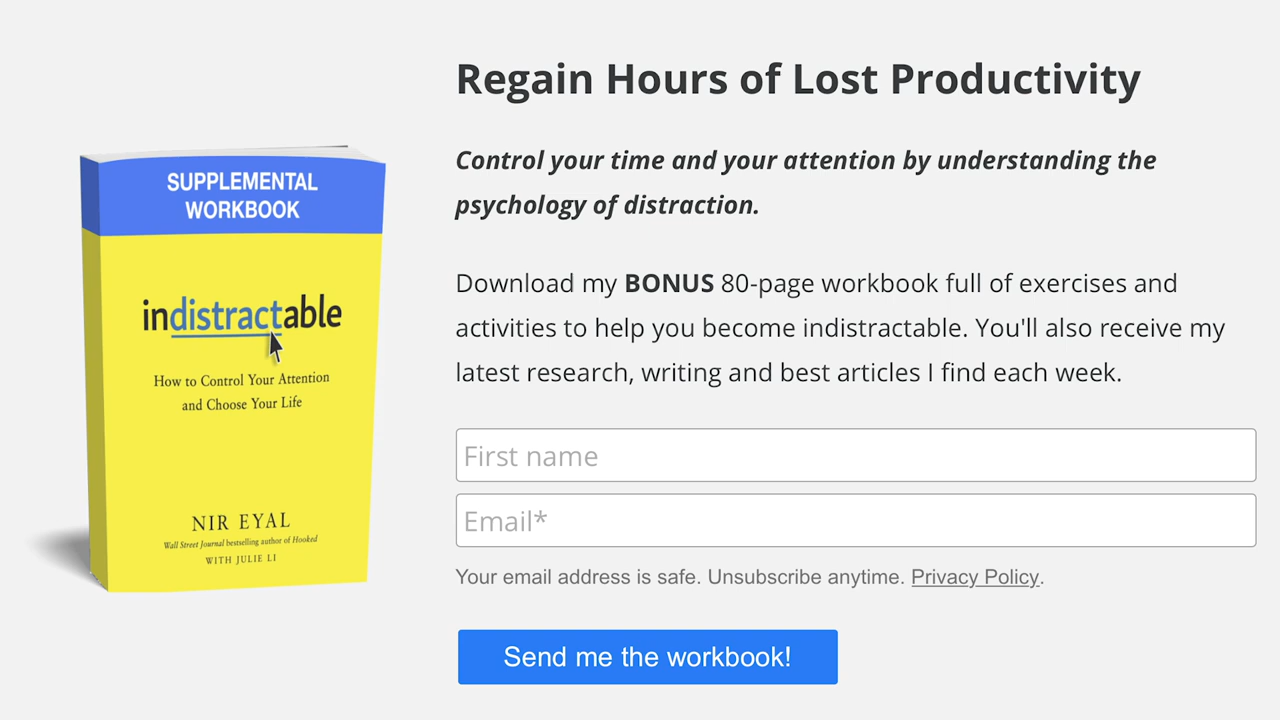 Regain Hours of Lost Productivity
Control your time and your attention by understanding the
psychology of distraction.
Download my BONUS 80-page workbook full of exercises and
activities to help you become indistractable. You'll also receive my
latest research, writing and best articles I find each week.
First name
Email*
Your email address is safe. Unsubscribe anytime. Privacy Policy.
Send me the workbook!
SUPPLEMENTAL
WORKBOOK
indistractable
How to Control Your Attention
and Choose Your Life
NIR EYAL
Wall Street Journal bestselling author of Hooked
WITH JULIE LI